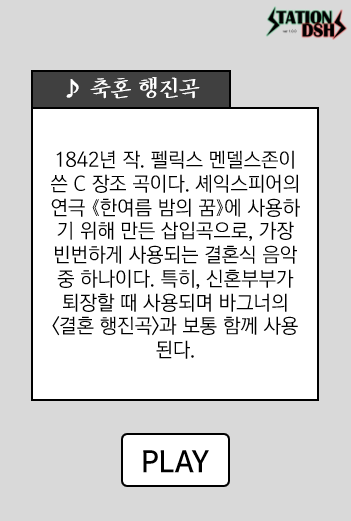 STATION
DSHS
♪ 축혼 행진곡
1842년 작. 펠릭스 멘델스존이
쓴 C 장조 곡이다. 셰익스피어의
연극 《한여름 밤의 꿈》에 사용하
기 위해 만든 삽입곡으로, 가장
빈번하게 사용되는 결혼식 음악
중 하나이다. 특히, 신혼부부가
퇴장할 때 사용되며 바그너의
〈결혼 행진곡〉과 보통 함께 사용
된다.
PLAY